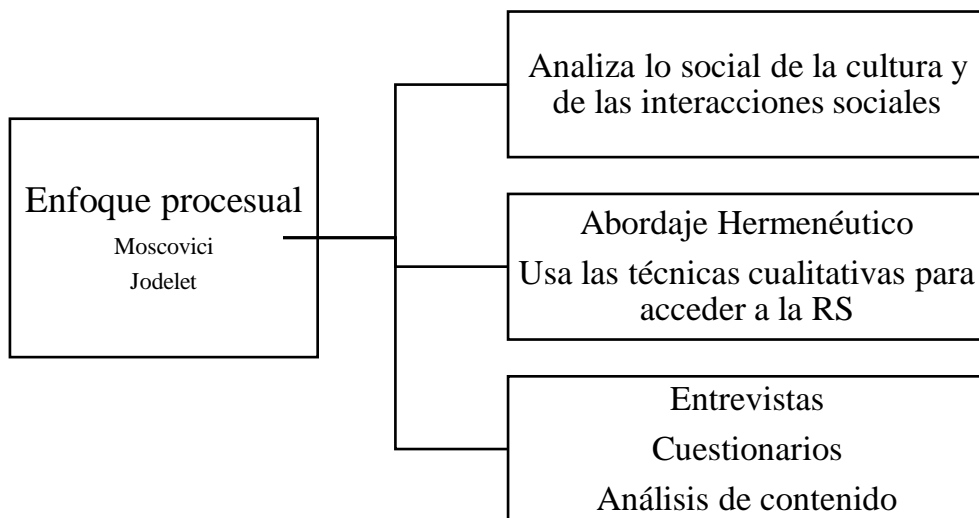 Enfoque procesual
Moscovici
Jodelet
Analiza lo social de la cultura y
de las interacciones sociales
Abordaje Hermenéutico
Usa las técnicas cualitativas para
acceder a la RS
Entrevistas
Cuestionarios
Análisis de contenido